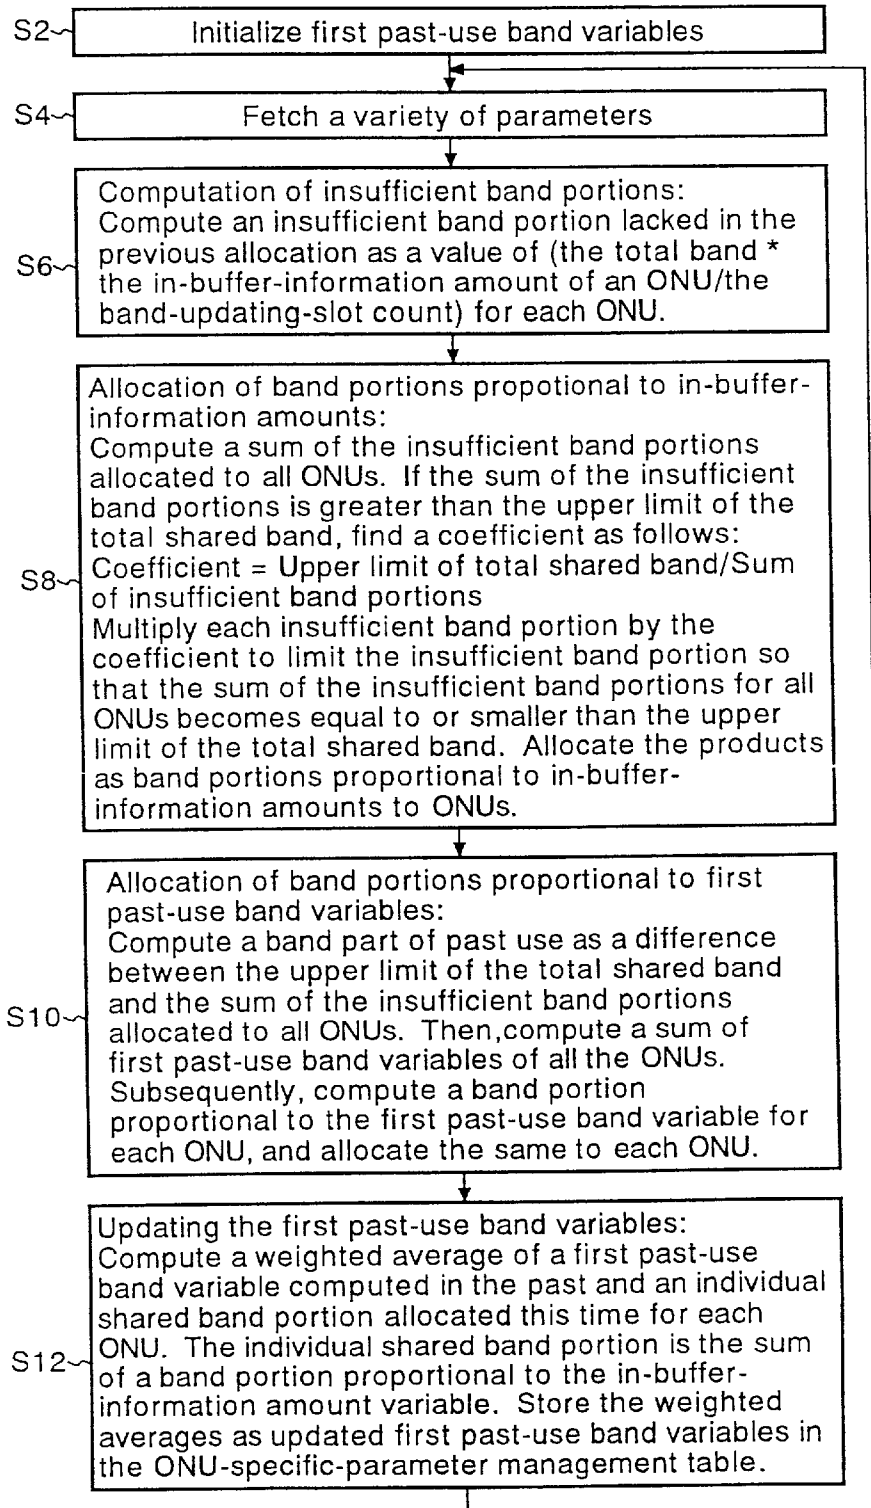 S2 Initialize first past-use band variables
S4 Fetch a variety of parameters
Computation of insufficient band portions:
Compute an insufficient band portion lacked in the
previous allocation as a value of (the total band *
S6 the in-buffer-information amount of an ONU/the
band-updating-slot count) for each ONU.
Allocation of band portions propotional to in-buffer-
information amounts:
Compute a sum of the insufficient band portions
allocated to all ONUs. If the sum of the insufficient
band portions is greater than the upper limit of the
total shared band, find a coefficient as follows:
S8 Coefficient = Upper limit of total shared band/Sum
of insufficient band portions
Multiply each insufficient band portion by the
coefficient to limit the insufficient band portion so
that the sum of the insufficient band portions for all
ONUs becomes equal to or smaller than the upper
limit of the total shared band. Allocate the products
as band portions proportional to in-buffer-
information amounts to ONUs.
Allocation of band portions proportional to first
past-use band variables:
Compute a band part of past use as a difference
between the upper limit of the total shared band
and the sum of the insufficient band portions
S10 allocated to all ONUs. Then,compute a sum of
first past-use band variables of all the ONUs.
Subsequently, compute a band portion
proportional to the first past-use band variable for
each ONU, and allocate the same to each ONU.
Updating the first past-use band variables:
Compute a weighted average of a first past-use
band variable computed in the past and an individual
shared band portion allocated this time for each
ONU. The individual shared band portion is the sum
S12 of a band portion proportional to the in-buffer-
information amount variable. Store the weighted
averages as updated first past-use band variables in
the ONU-specific-parameter management table.